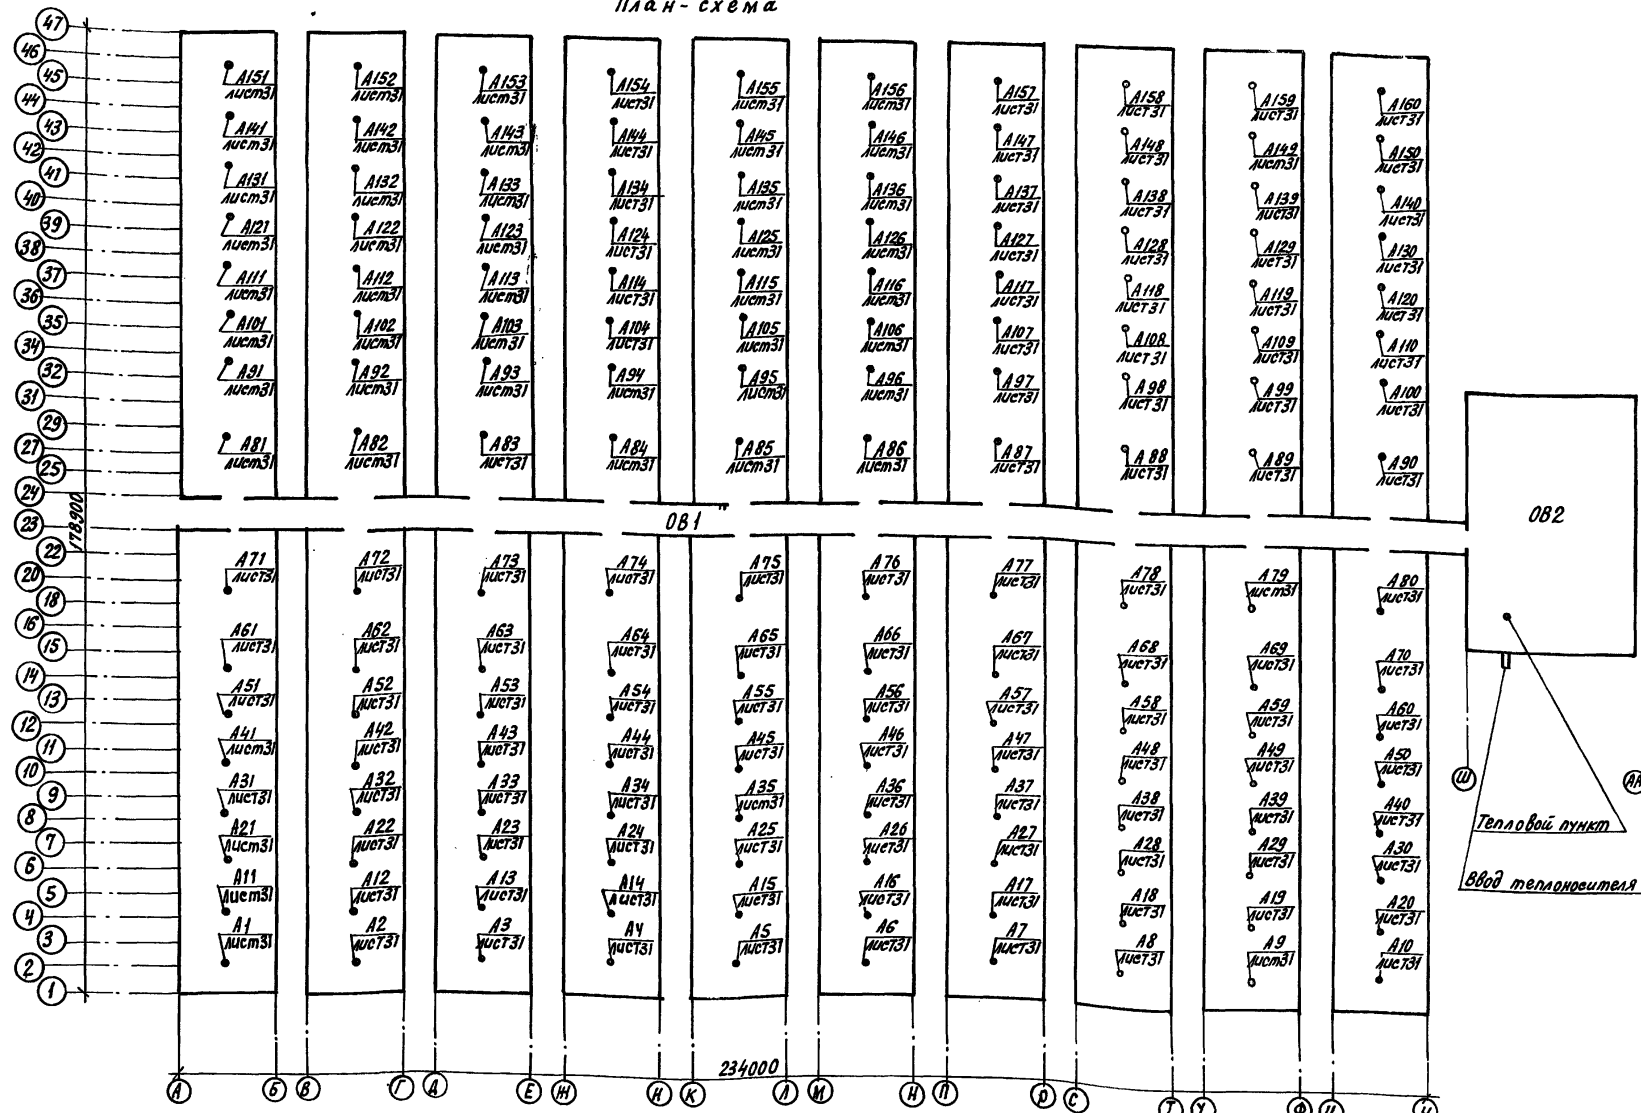 План-схема
47
46
45
44
43
42
41
40
39
38
37
36
35
34
32
31
29
27
25
24
23
22
20
18
16
15
14
13
12
11
10
9
8
7
6
5
4
3
2
1
178900
А151 А152 А153 А154 А155 А156 А157 А158 А159 А160
лист31 лист31 лист31 лист31 лист31 лист31 лист31 лист31 лист31 лист31
А141 А142 А143 А144 А145 А146 А147 А148 А149 А150
лист31 лист31 лист31 лист31 лист31 лист31 лист31 лист31 лист31 лист31
А131 А132 А133 А134 А135 А136 А137 А138 А139 А140
лист31 лист31 лист31 лист31 лист31 лист31 лист31 лист31 лист31 лист31
А121 А122 А123 А124 А125 А126 А127 А128 А129 А130
лист31 лист31 лист31 лист31 лист31 лист31 лист31 лист31 лист31 лист31
А111 А112 А113 А114 А115 А116 А117 А118 А119 А120
лист31 лист31 лист31 лист31 лист31 лист31 лист31 лист31 лист31 лист31
А101 А102 А103 А104 А105 А106 А107 А108 А109 А110
лист31 лист31 лист31 лист31 лист31 лист31 лист31 лист31 лист31 лист31
А91 А92 А93 А94 А95 А96 А97 А98 А99 А100
лист31 лист31 лист31 лист31 лист31 лист31 лист31 лист31 лист31 лист31
А81 А82 А83 А84 А85 А86 А87 А88 А89 А90
лист31 лист31 лист31 лист31 лист31 лист31 лист31 лист31 лист31 лист31
ОВ1
ОВ2
А71 А72 А73 А74 А75 А76 А77 А78 А79 А80
лист31 лист31 лист31 лист31 лист31 лист31 лист31 лист31 лист31 лист31
А61 А62 А63 А64 А65 А66 А67 А68 А69 А70
лист31 лист31 лист31 лист31 лист31 лист31 лист31 лист31 лист31 лист31
А51 А52 А53 А54 А55 А56 А57 А58 А59 А60
лист31 лист31 лист31 лист31 лист31 лист31 лист31 лист31 лист31 лист31
А41 А42 А43 А44 А45 А46 А47 А48 А49 А50
лист31 лист31 лист31 лист31 лист31 лист31 лист31 лист31 лист31 лист31
А31 А32 А33 А34 А35 А36 А37 А38 А39 А40
лист31 лист31 лист31 лист31 лист31 лист31 лист31 лист31 лист31 лист31
А21 А22 А23 А24 А25 А26 А27 А28 А29 А30
лист31 лист31 лист31 лист31 лист31 лист31 лист31 лист31 лист31 лист31
А11 А12 А13 А14 А15 А16 А17 А18 А19 А20
лист31 лист31 лист31 лист31 лист31 лист31 лист31 лист31 лист31 лист31
А1 А2 А3 А4 А5 А6 А7 А8 А9 А10
лист31 лист31 лист31 лист31 лист31 лист31 лист31 лист31 лист31 лист31
Ш
АА
Тепловой пункт
Ввод теплоносителя
234000
А Б В Г Д Е Ж И К Л М Н П Р С Т У Ф